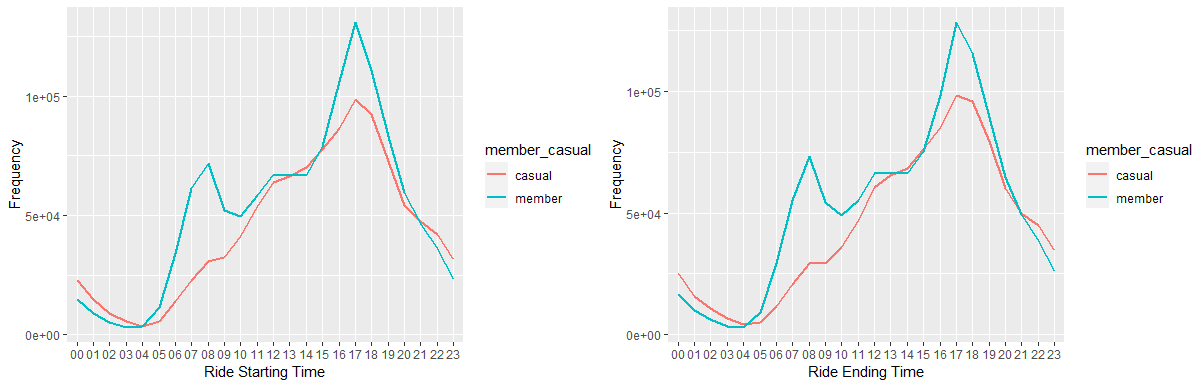 1e+05
5e+04
0e+00
Frequency
00 01 02 03 04 05 06 07 08 09 10 11 12 13 14 15 16 17 18 19 20 21 22 23
Ride Starting Time
member_casual
casual
member
1e+05
5e+04
0e+00
Frequency
00 01 02 03 04 05 06 07 08 09 10 11 12 13 14 15 16 17 18 19 20 21 22 23
Ride Ending Time
member_casual
casual
member